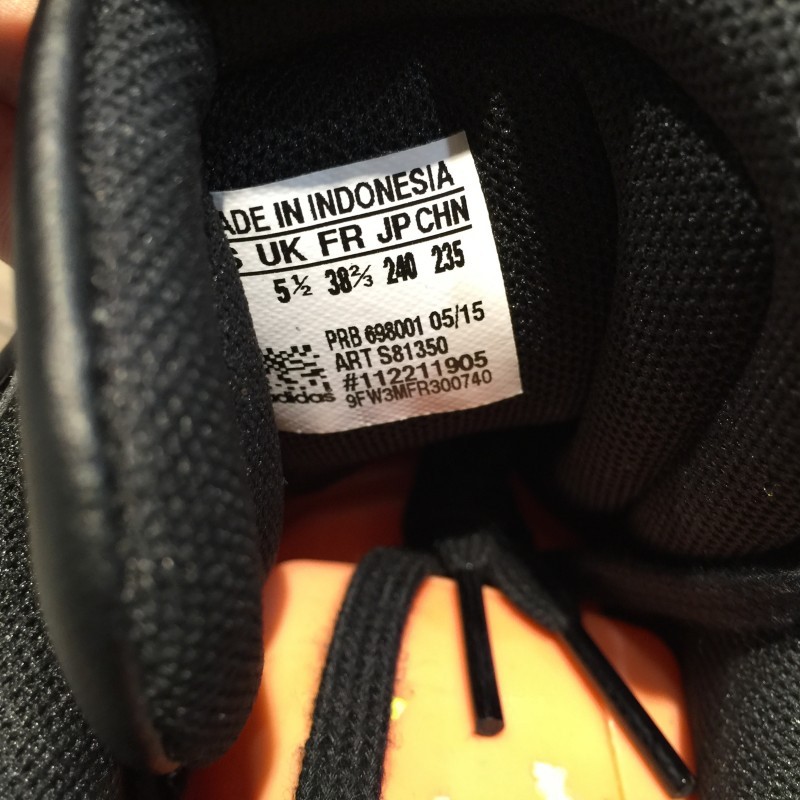 ADE IN INDONESIA
S UK FR JP CHN
5½ 38⅔ 240 235
PRB 698001 05/15
ART S81350
#112211905
adidas 9FW3MFR300740